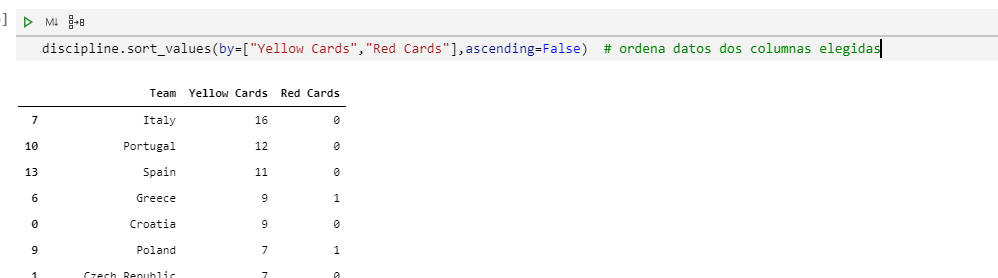 ]
M↓
discipline.sort_values(by=["Yellow Cards","Red Cards"],ascending=False)  # ordena datos dos columnas elegidas
Team Yellow Cards Red Cards
7 Italy 16 0
10 Portugal 12 0
13 Spain 11 0
6 Greece 9 1
0 Croatia 9 0
9 Poland 7 1
1 Czech Republic 7 0